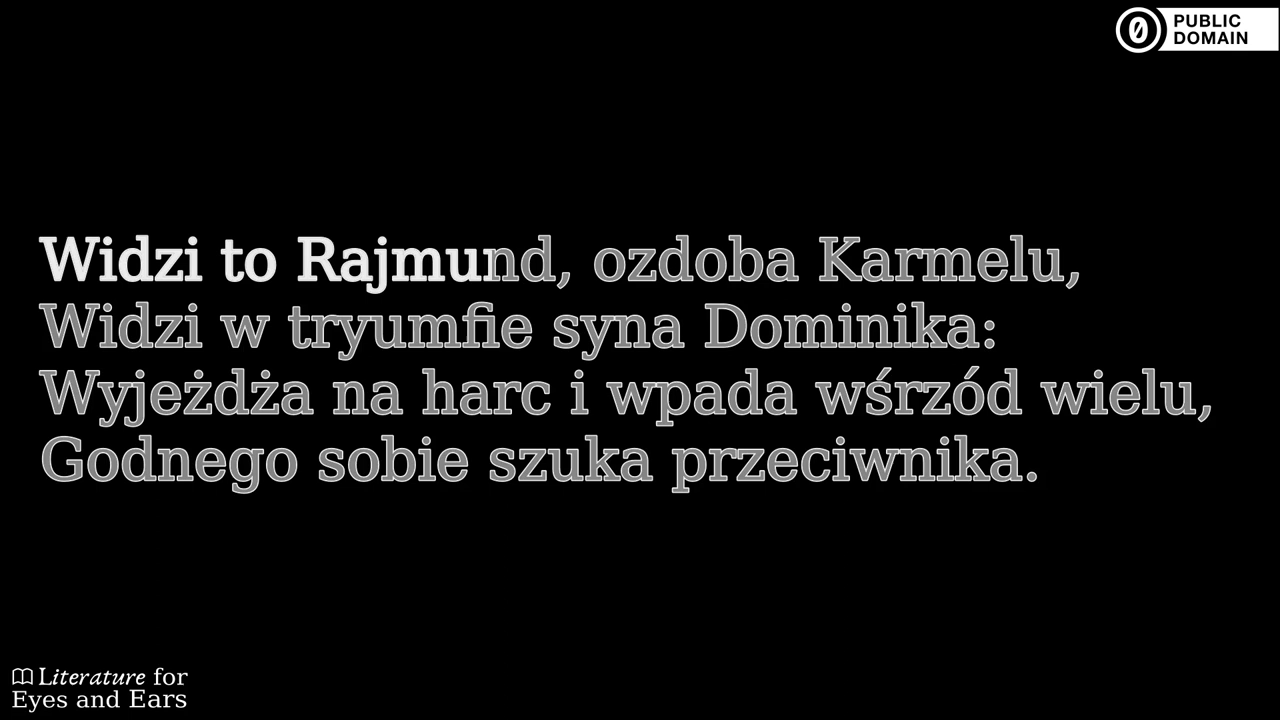 PUBLIC
DOMAIN
Widzi to Rajmund, ozdoba Karmelu,
Widzi w tryumfie syna Dominika:
Wyjeżdża na harc i wpada wśrzód wielu,
Godnego sobie szuka przeciwnika.
Literature for
Eyes and Ears